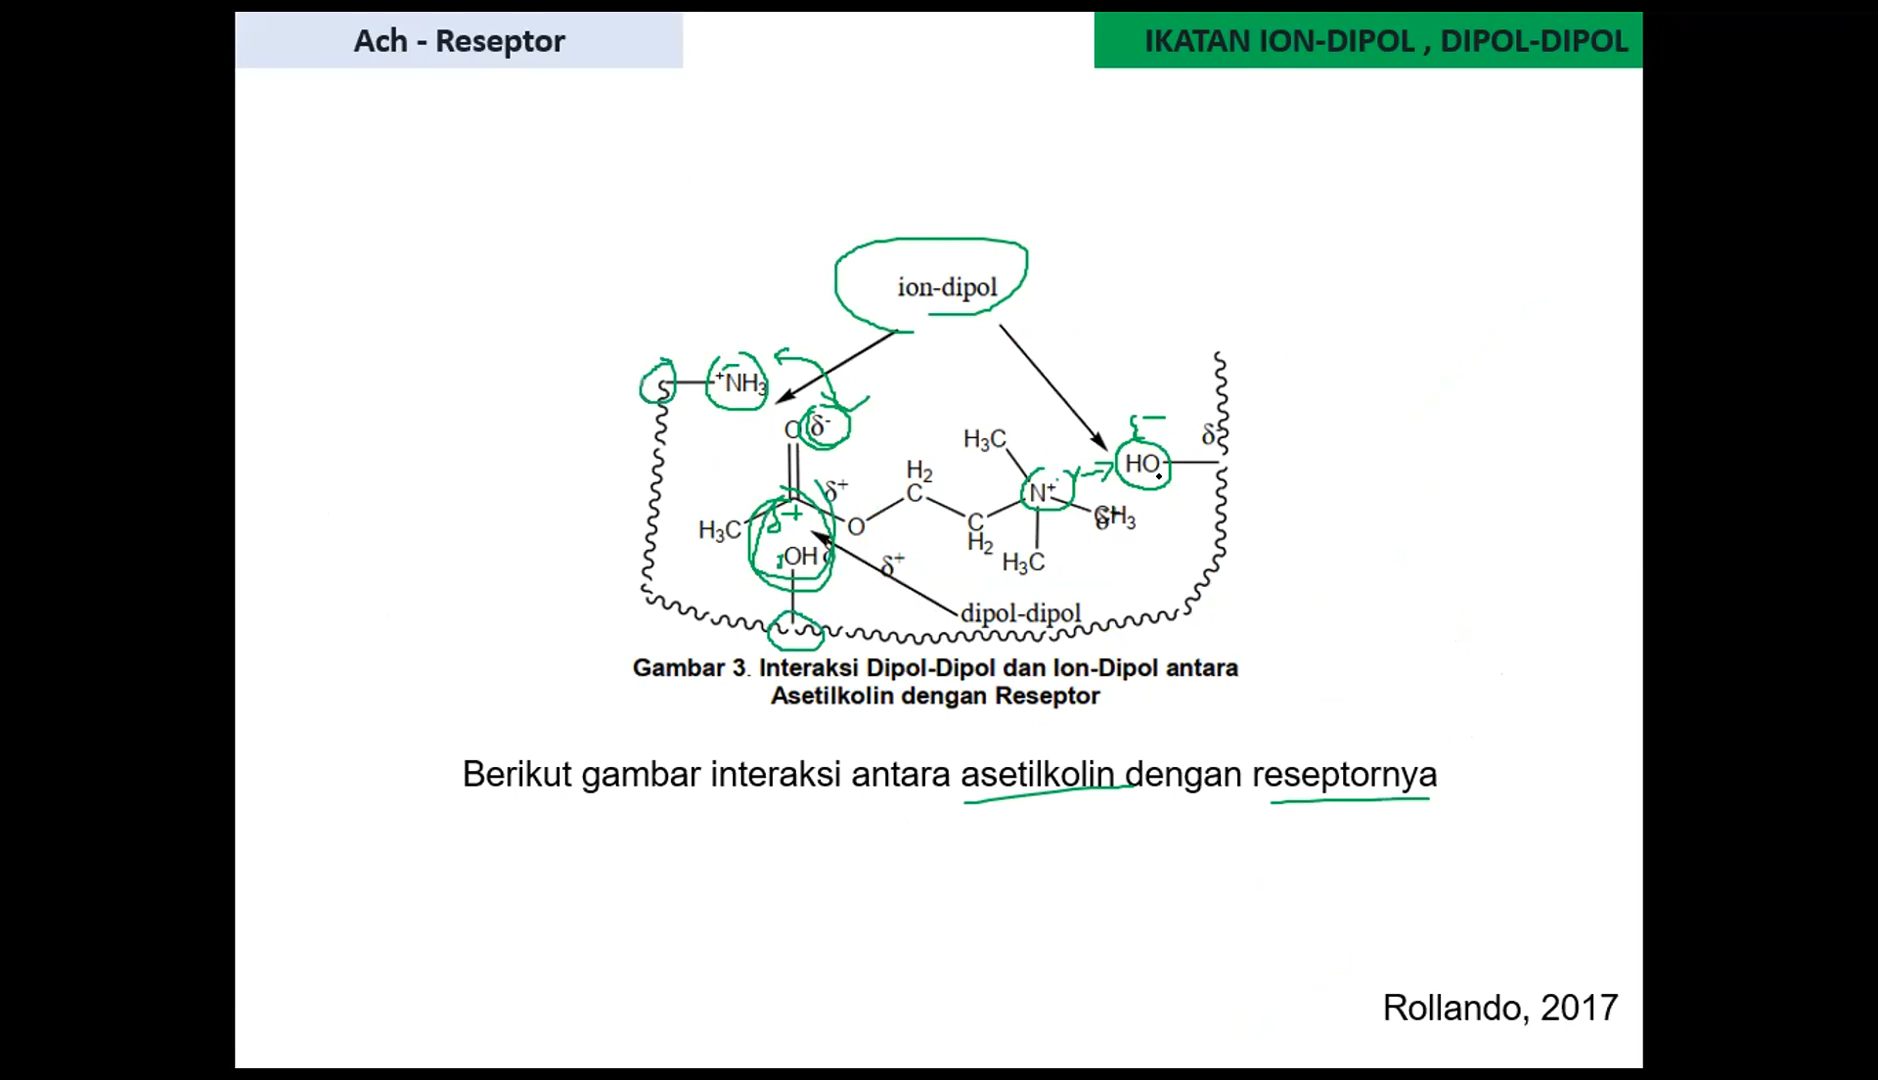 Ach - Reseptor
IKATAN ION-DIPOL , DIPOL-DIPOL
ion-dipol
+NH3
O δ-
δ-
H3C
HO
H2
C
δ+
N+
δ+
H3C
O
C
CH3
H2
H3C
OH
δ+
dipol-dipol
Gambar 3. Interaksi Dipol-Dipol dan Ion-Dipol antara
Asetilkolin dengan Reseptor
Berikut gambar interaksi antara asetilkolin dengan reseptornya
Rollando, 2017